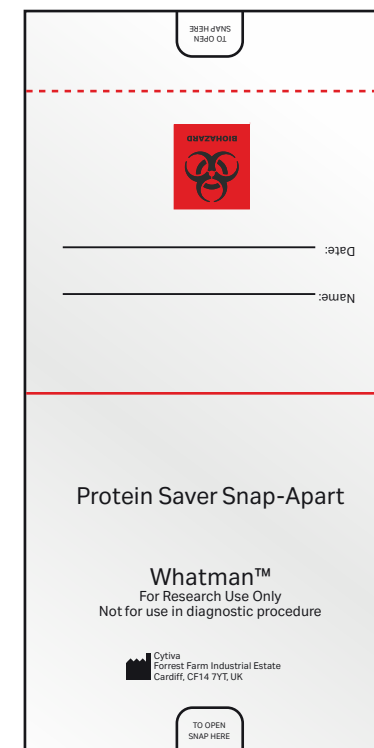 TO OPEN
SNAP HERE
BIOHAZARD
Date:
Name:
Protein Saver Snap-Apart
Whatman™
For Research Use Only
Not for use in diagnostic procedure
Cytiva
Forrest Farm Industrial Estate
Cardiff, CF14 7YT, UK
TO OPEN
SNAP HERE